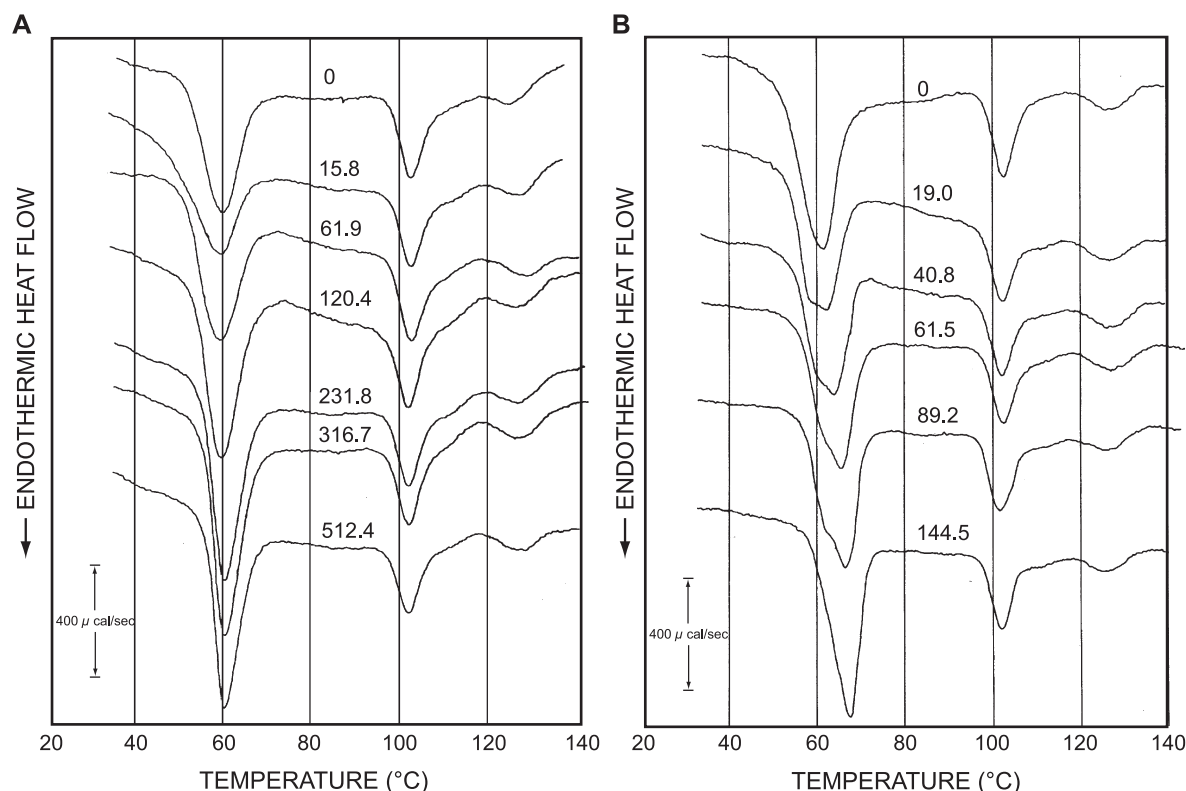 A
0
15.8
61.9
120.4
231.8
316.7
512.4
← ENDOTHERMIC HEAT FLOW
400 μ cal/sec
20 40 60 80 100 120 140
TEMPERATURE (°C)
B
0
19.0
40.8
61.5
89.2
144.5
← ENDOTHERMIC HEAT FLOW
400 μ cal/sec
20 40 60 80 100 120 140
TEMPERATURE (°C)